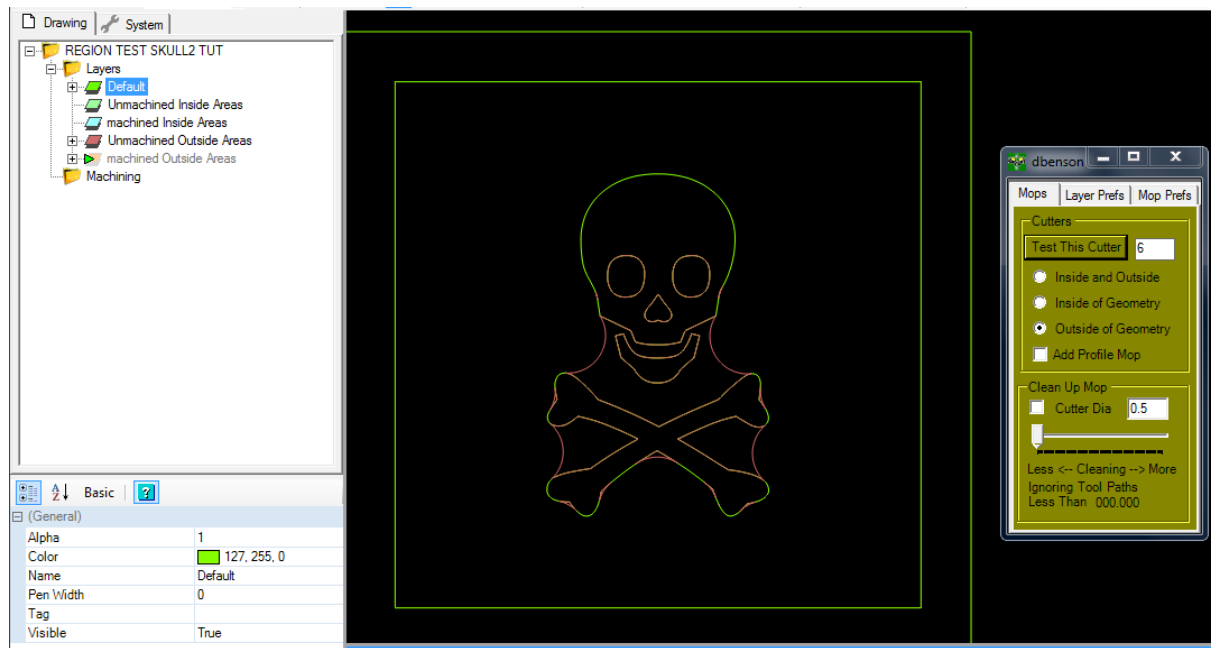 Drawing
System
REGION TEST SKULL2 TUT
Layers
Default
Unmachined Inside Areas
machined Inside Areas
Unmachined Outside Areas
machined Outside Areas
Machining
Basic
(General)
Alpha 1
Color 127, 255, 0
Name Default
Pen Width 0
Tag
Visible True
dbenson
Mops Layer Prefs Mop Prefs
Cutters
Test This Cutter 6
Inside and Outside
Inside of Geometry
Outside of Geometry
Add Profile Mop
Clean Up Mop
Cutter Dia 0.5
Less <-- Cleaning --> More
Ignoring Tool Paths
Less Than 000.000